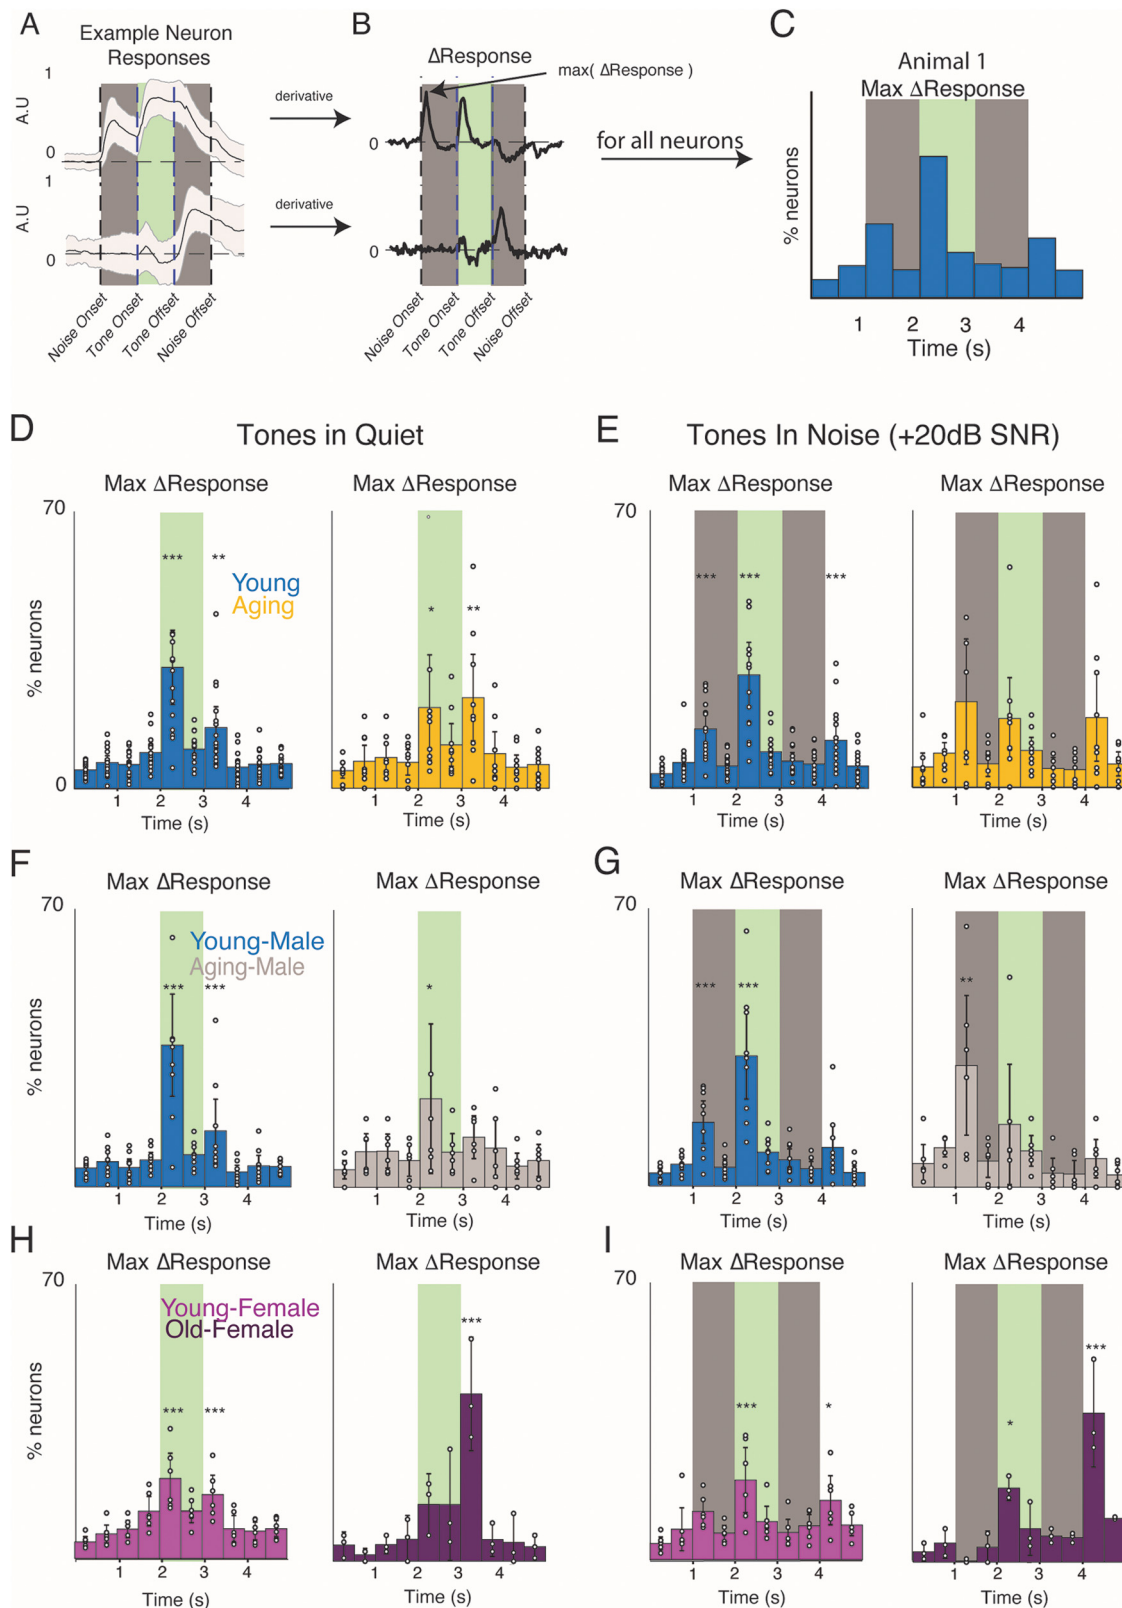 A
Example Neuron
Responses
1
A.U
0
1
A.U
0
Noise Onset
Tone Onset
Tone Offset
Noise Offset
derivative
derivative
B
ΔResponse
max( ΔResponse )
0
0
Noise Onset
Tone Onset
Tone Offset
Noise Offset
for all neurons
C
Animal 1
Max ΔResponse
% neurons
1 2 3 4
Time (s)
D
Tones in Quiet
Max ΔResponse
70
*** **
Young
Aging
% neurons
0
1 2 3 4
Time (s)
Max ΔResponse
* **
1 2 3 4
Time (s)
E
Tones In Noise (+20dB SNR)
Max ΔResponse
70
*** *** ***
1 2 3 4
Time (s)
Max ΔResponse
1 2 3 4
Time (s)
F
Max ΔResponse
70
Young-Male
Aging-Male
*** ***
% neurons
1 2 3 4
Time (s)
Max ΔResponse
*
1 2 3 4
Time (s)
G
Max ΔResponse
70
*** ***
1 2 3 4
Time (s)
Max ΔResponse
**
1 2 3 4
Time (s)
H
Max ΔResponse
70
Young-Female
Old-Female
*** ***
% neurons
1 2 3 4
Time (s)
Max ΔResponse
***
1 2 3 4
Time (s)
I
Max ΔResponse
70
*** *
1 2 3 4
Time (s)
Max ΔResponse
* ***
1 2 3 4
Time (s)